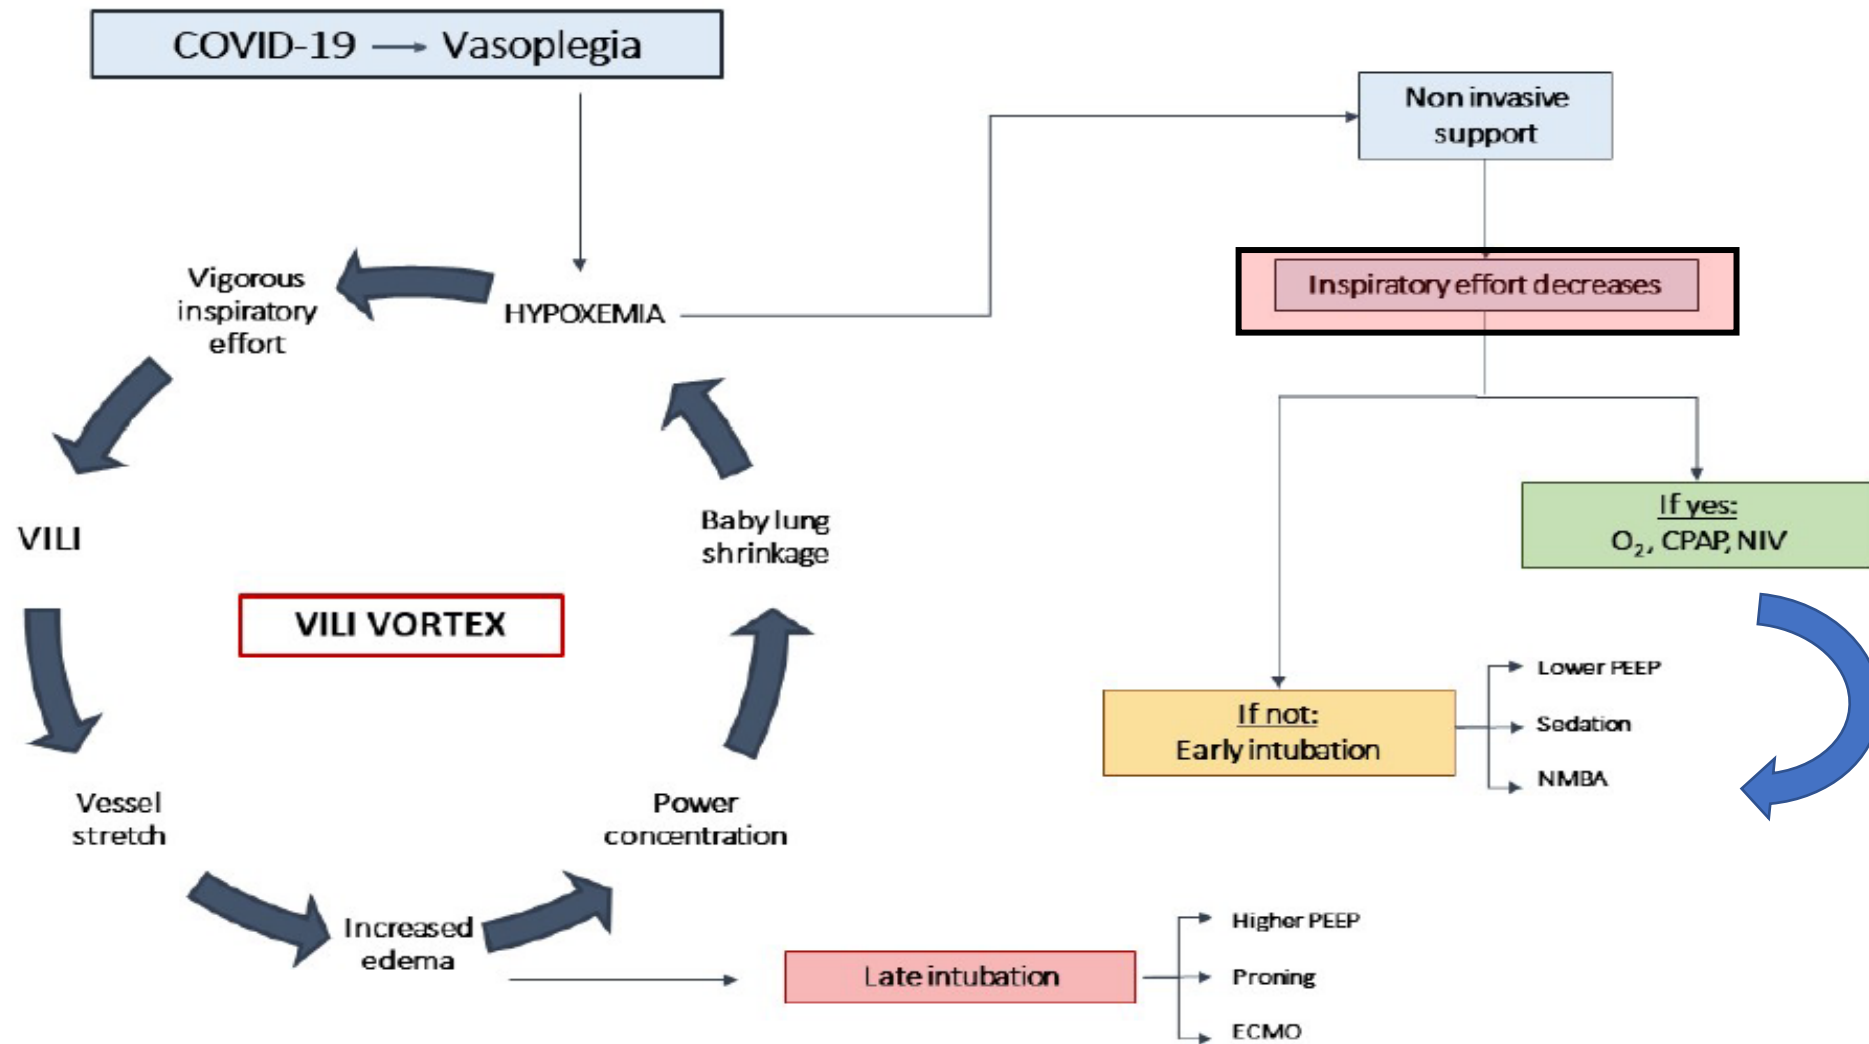 COVID-19 → Vasoplegia
Non invasive
support
Inspiratory effort decreases
Vigorous
inspiratory
effort
HYPOXEMIA
If yes:
O₂, CPAP, NIV
VILI
Baby lung
shrinkage
VILI VORTEX
If not:
Early intubation
Lower PEEP
Sedation
NMBA
Vessel
stretch
Power
concentration
Increased
edema
Late intubation
Higher PEEP
Proning
ECMO